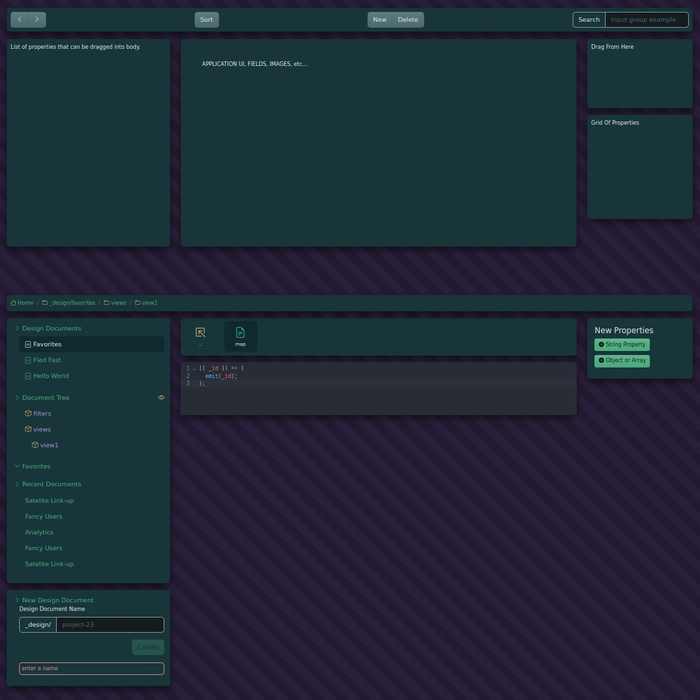 Sort
New
Delete
Search
Input group example
List of properties that can be dragged into body.
APPLICATION UI, FIELDS, IMAGES, etc...
Drag From Here
Grid Of Properties
Home / _design/favorites / views / view1
Design Documents
Favorites
Fled Fast
Hello World
Document Tree
filters
views
view1
Favorites
Recent Documents
Satelite Link-up
Fancy Users
Analytics
Fancy Users
Satelite Link-up
..
map
1 (( _id )) => {
2 emit(_id);
3 };
New Properties
String Property
Object or Array
New Design Document
Design Document Name
_design/
project-23
Create
enter a name